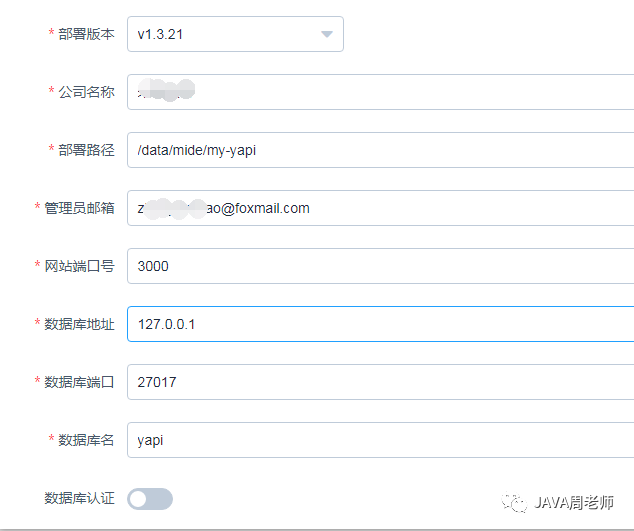 * 部署版本 v1.3.21
* 公司名称
* 部署路径 /data/mide/my-yapi
* 管理员邮箱 z ao@foxmail.com
* 网站端口号 3000
* 数据库地址 127.0.0.1
* 数据库端口 27017
* 数据库名 yapi
数据库认证
JAVA周老师